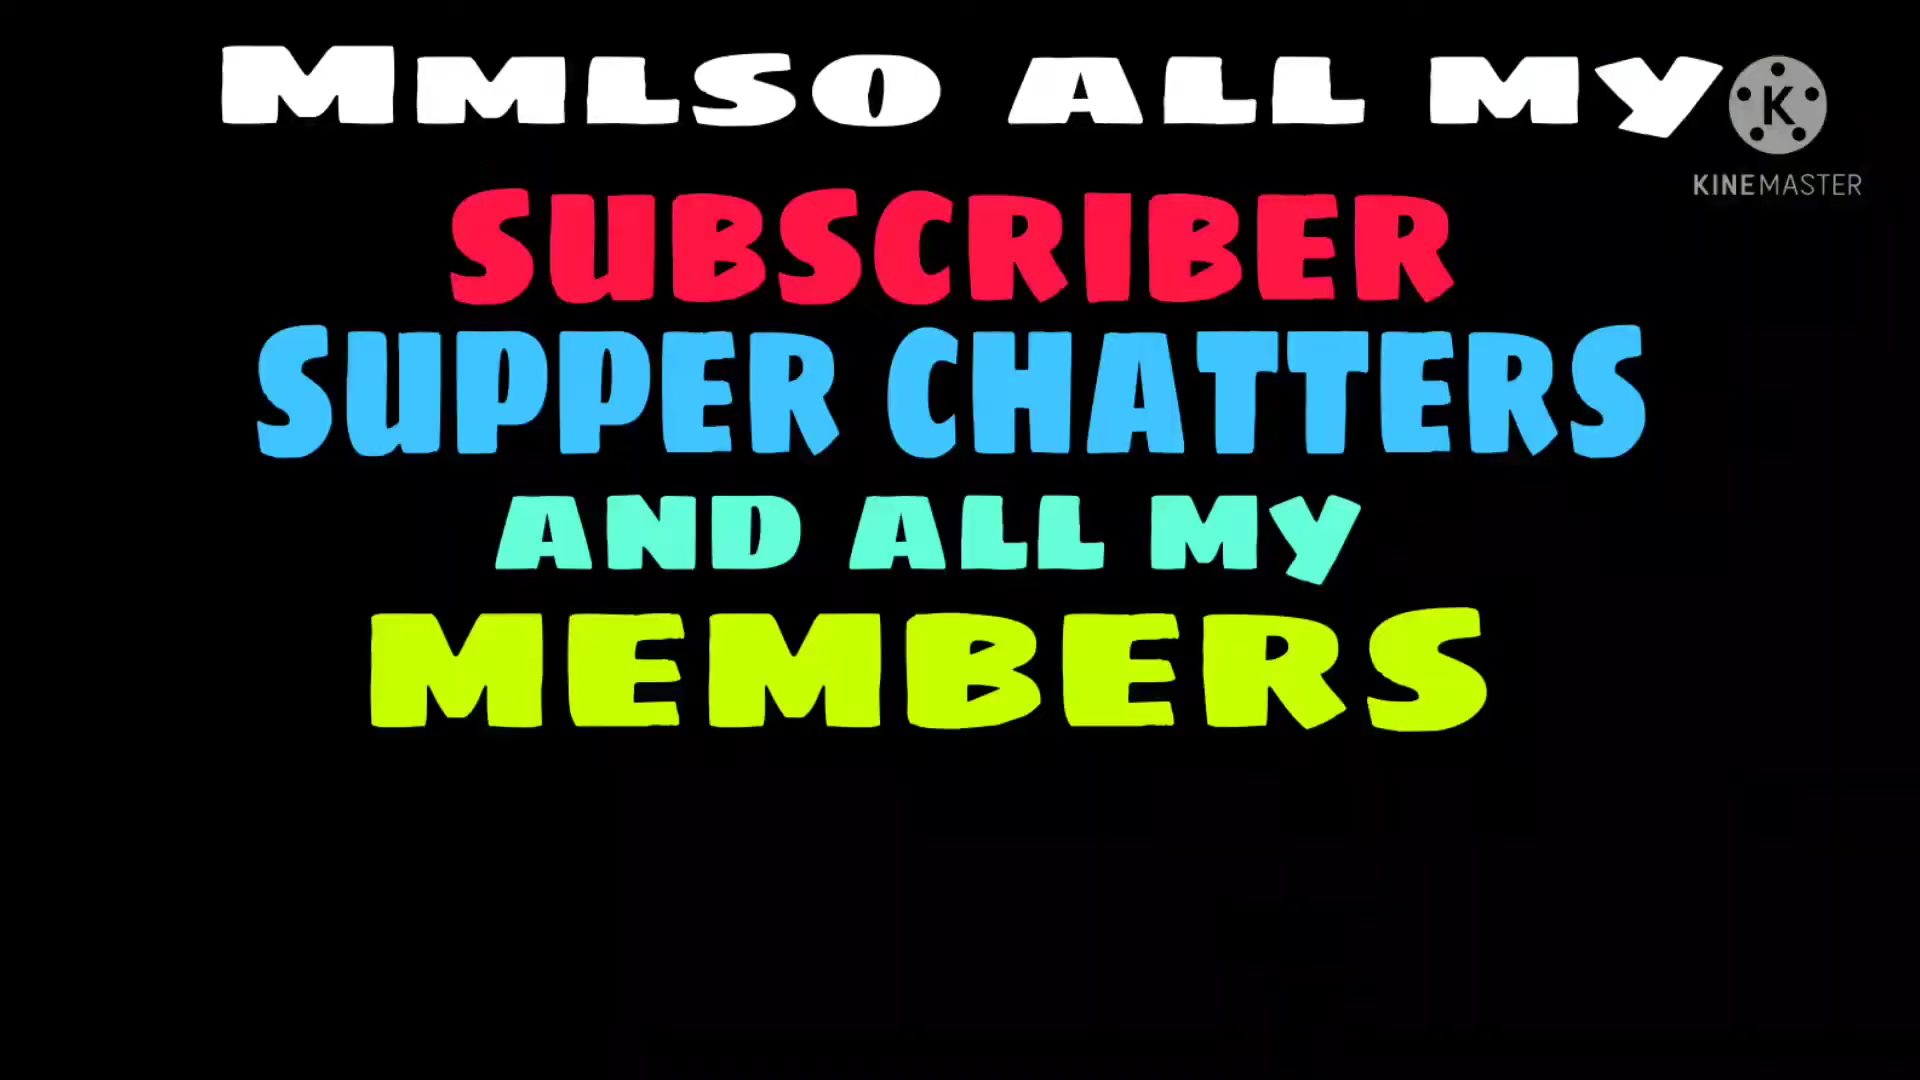 Mmlso all my
K
KINEMASTER
Subscriber
Supper Chatters
and all my
members